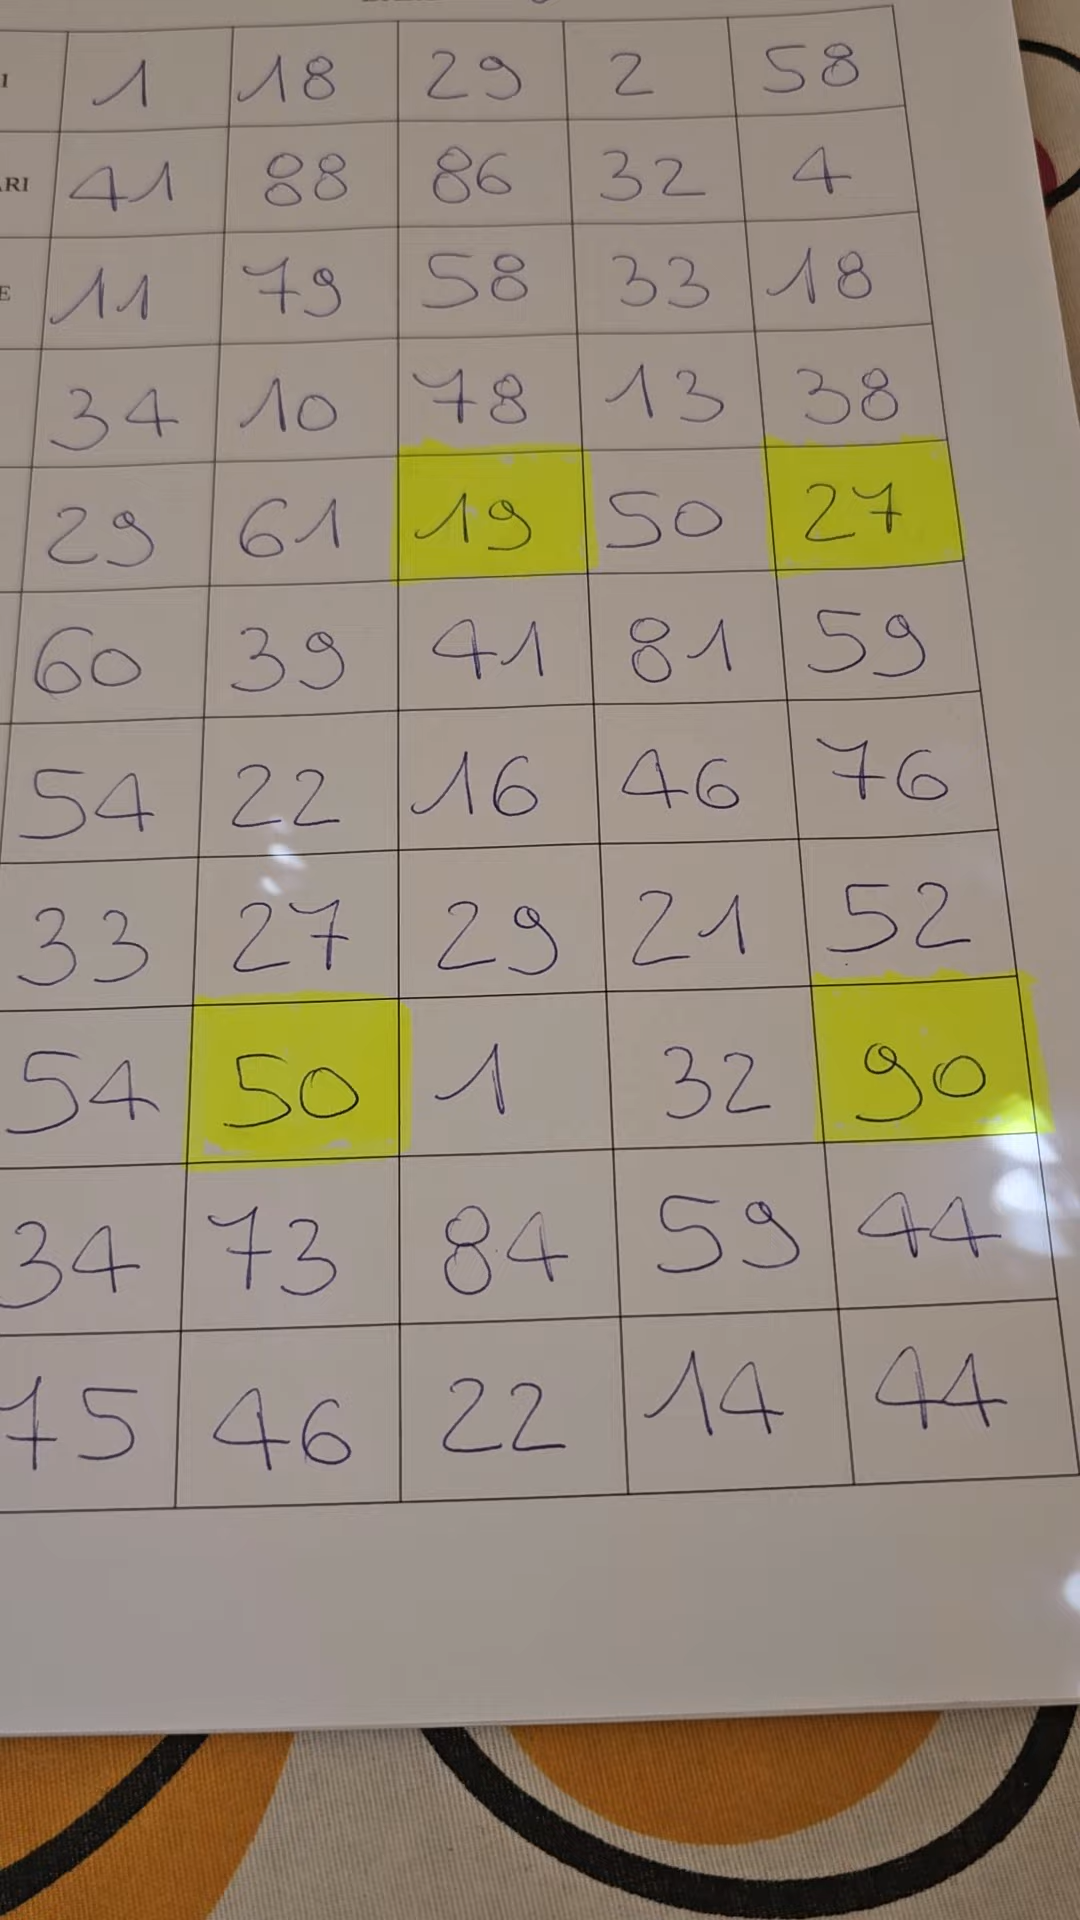 1 18 29 2 58
ARI 41 88 86 32 4
E 11 79 58 33 18
34 10 78 13 38
29 61 19 50 27
60 39 41 81 59
54 22 16 46 76
33 27 29 21 52
54 50 1 32 90
34 73 84 59 44
75 46 22 14 44